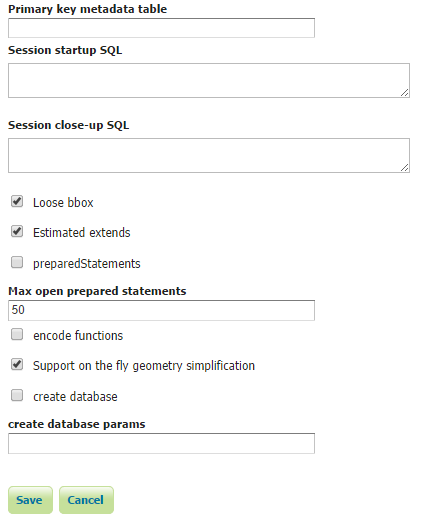 Primary key metadata table
Session startup SQL
Session close-up SQL
Loose bbox
Estimated extends
preparedStatements
Max open prepared statements
50
encode functions
Support on the fly geometry simplification
create database
create database params
Save Cancel